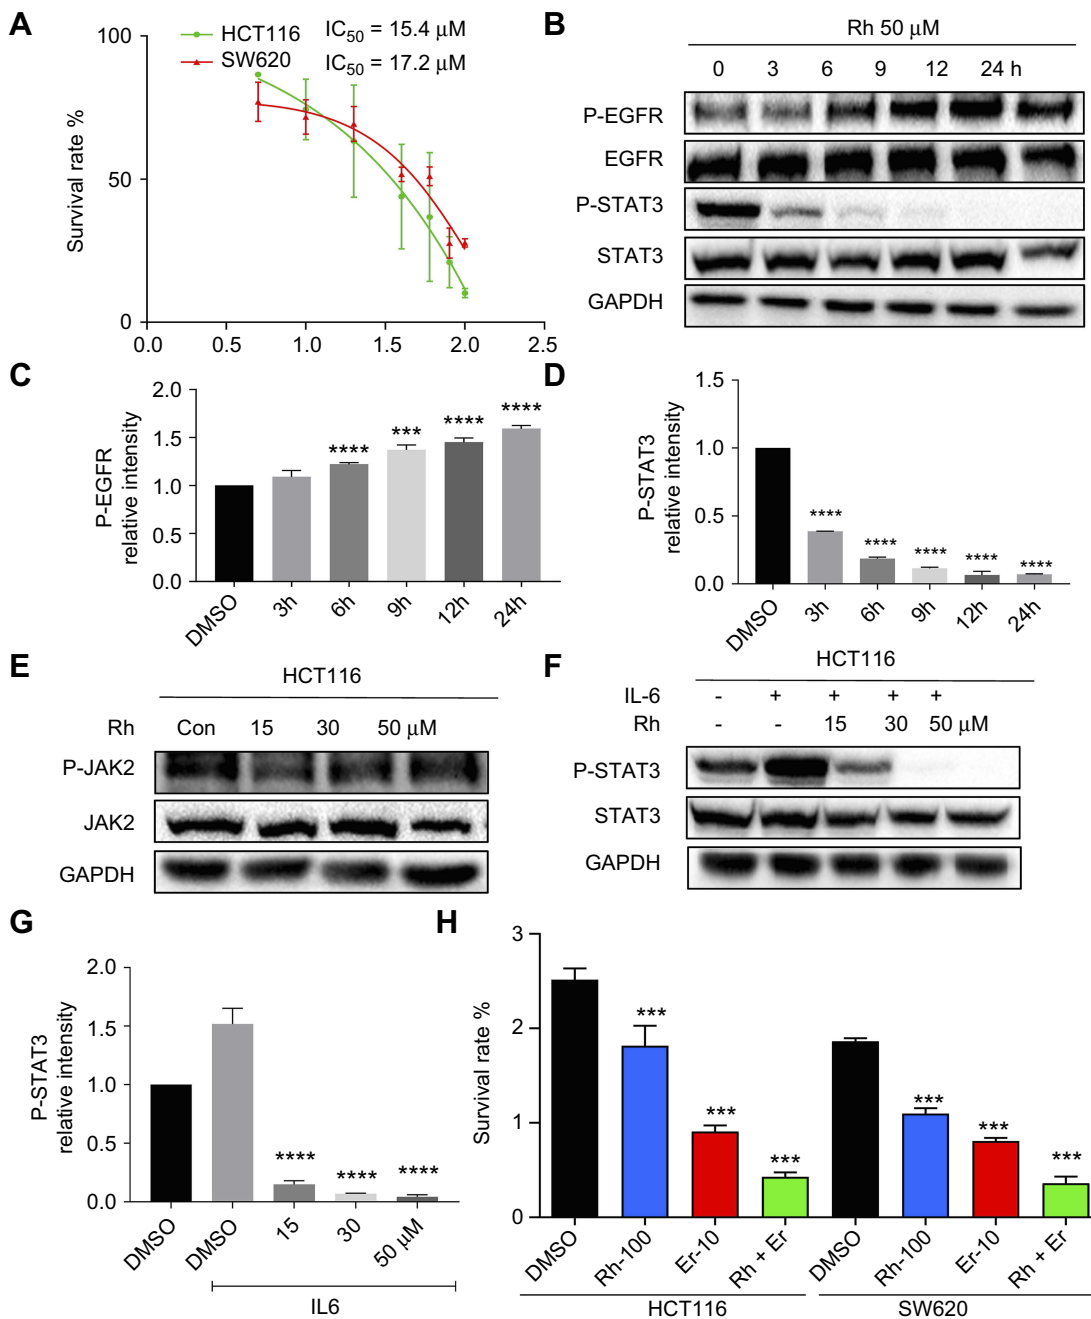 A
HCT116 IC50 = 15.4 μM
SW620 IC50 = 17.2 μM
100
50
0
Survival rate %
0.0 0.5 1.0 1.5 2.0 2.5
B
Rh 50 μM
0 3 6 9 12 24 h
P-EGFR
EGFR
P-STAT3
STAT3
GAPDH
C
P-EGFR
relative intensity
2.0
1.5
1.0
0.5
0.0
**** *** **** ****
DMSO 3h 6h 9h 12h 24h
D
P-STAT3
relative intensity
1.5
1.0
0.5
0.0
**** **** **** **** ****
DMSO 3h 6h 9h 12h 24h
E
HCT116
Rh Con 15 30 50 μM
P-JAK2
JAK2
GAPDH
F
HCT116
IL-6 - + + + +
Rh - - 15 30 50 μM
P-STAT3
STAT3
GAPDH
G
P-STAT3
relative intensity
2.0
1.5
1.0
0.5
0.0
**** **** ****
DMSO DMSO 15 30 50 μM
IL6
H
Survival rate %
3
2
1
0
*** *** *** *** *** ***
DMSO Rh-100 Er-10 Rh + Er DMSO Rh-100 Er-10 Rh + Er
HCT116 SW620